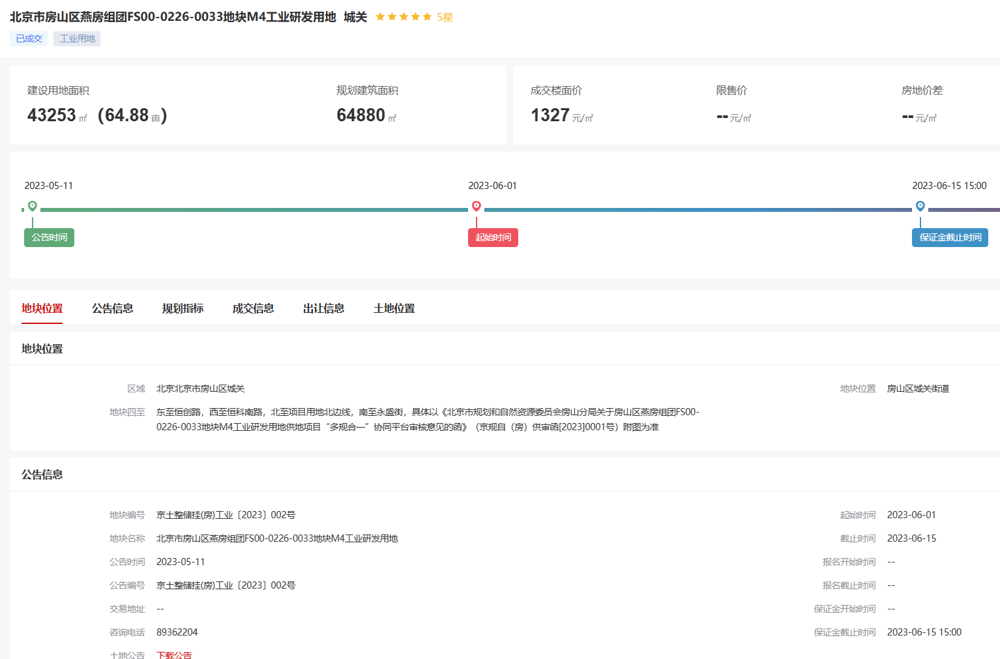 北京市房山区燕房组团FS00-0226-0033地块M4工业研发用地 城关 5星
已成交 工业用地
建设用地面积 规划建筑面积 成交楼面价 限售价 房地价差
43253㎡ (64.88亩) 64880㎡ 1327元/㎡ --元/㎡ --元/㎡
2023-05-11 2023-06-01 2023-06-15 15:00
公告时间 起始时间 保证金截止时间
地块位置 公告信息 规划指标 成交信息 出让信息 土地位置
地块位置
区域 北京北京市房山区城关 地块位置 房山区城关街道
地块四至 东至恒创路，西至恒科南路，北至项目用地北边线，南至永盛街，具体以《北京市规划和自然资源委员会房山分局关于房山区燕房组团FS00-
0226-0033地块M4工业研发用地供地项目“多规合一”协同平台审核意见的函》（京规自（房）供审函[2023]0001号）附图为准
公告信息
地块编号 京土整储挂(房)工业〔2023〕002号 起始时间 2023-06-01
地块名称 北京市房山区燕房组团FS00-0226-0033地块M4工业研发用地 截止时间 2023-06-15
公告时间 2023-05-11 报名开始时间 --
公告编号 京土整储挂(房)工业〔2023〕002号 报名截止时间 --
交易地址 -- 保证金开始时间 --
咨询电话 89362204 保证金截止时间 2023-06-15 15:00
土地公告 下载公告